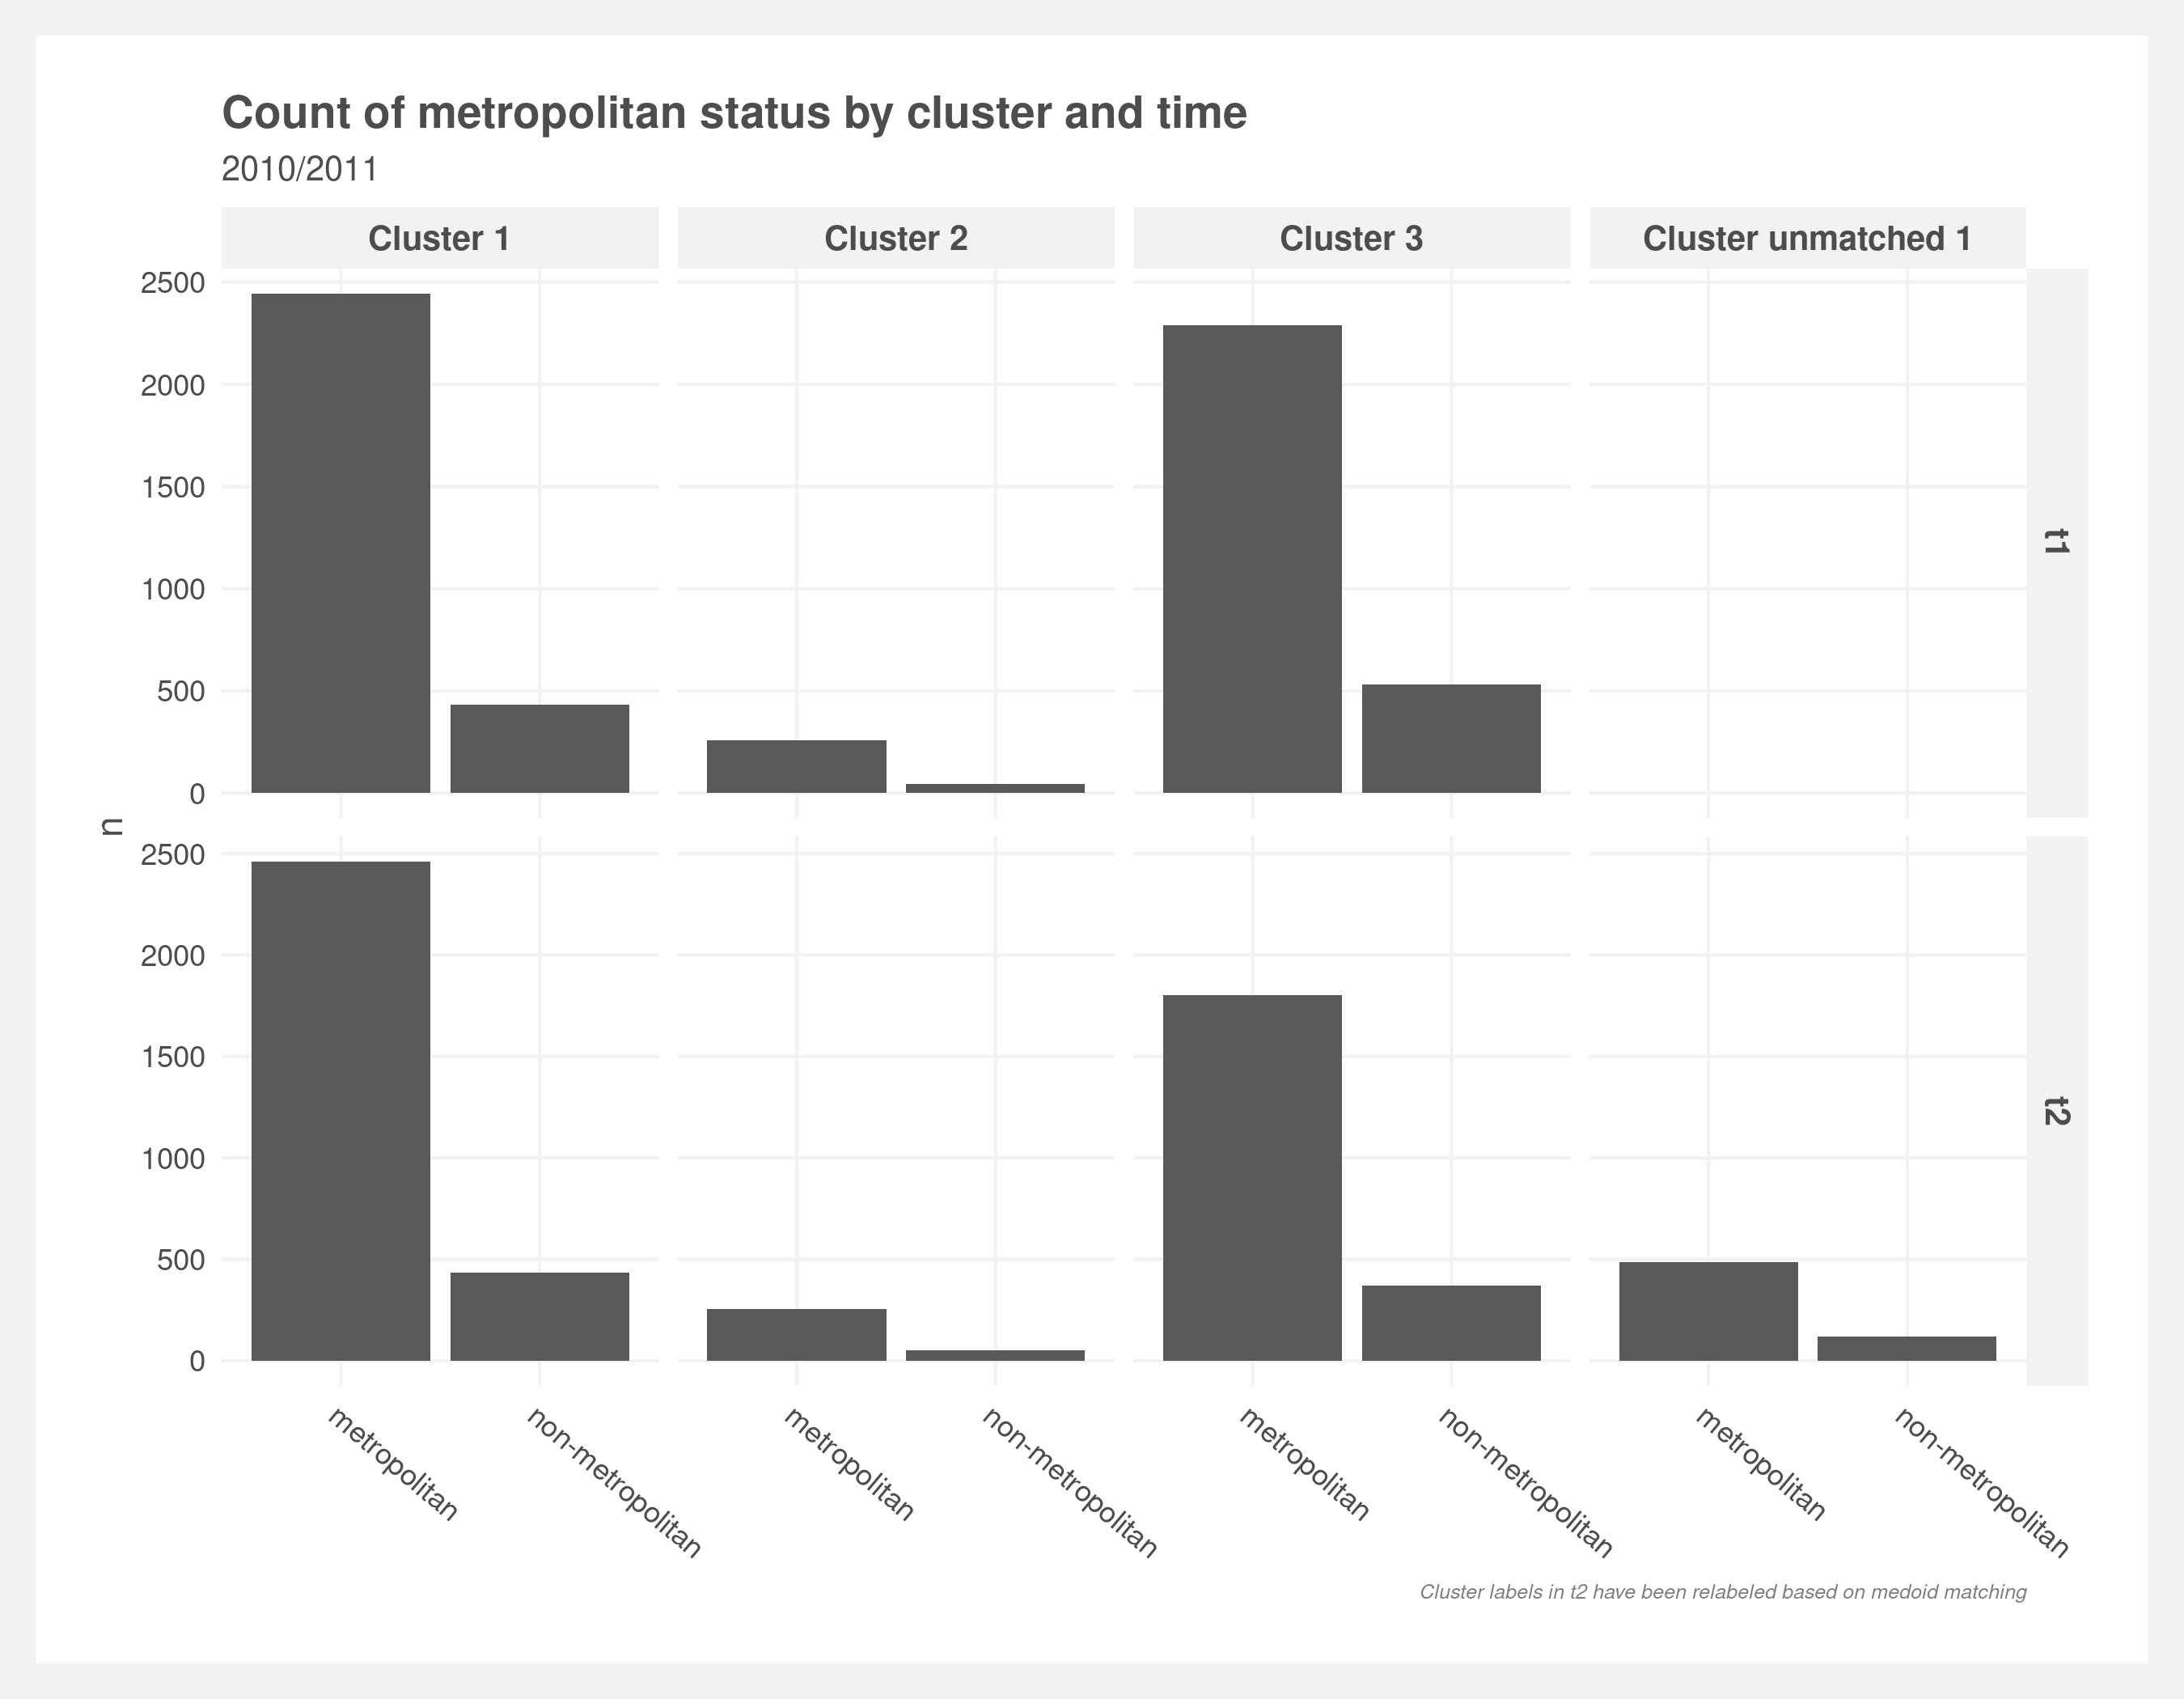 Count of metropolitan status by cluster and time
2010/2011
Cluster 1
Cluster 2
Cluster 3
Cluster unmatched 1
2500
2000
1500
1000
500
0
t1
n
2500
2000
1500
1000
500
0
t2
metropolitan
non-metropolitan
metropolitan
non-metropolitan
metropolitan
non-metropolitan
metropolitan
non-metropolitan
Cluster labels in t2 have been relabeled based on medoid matching